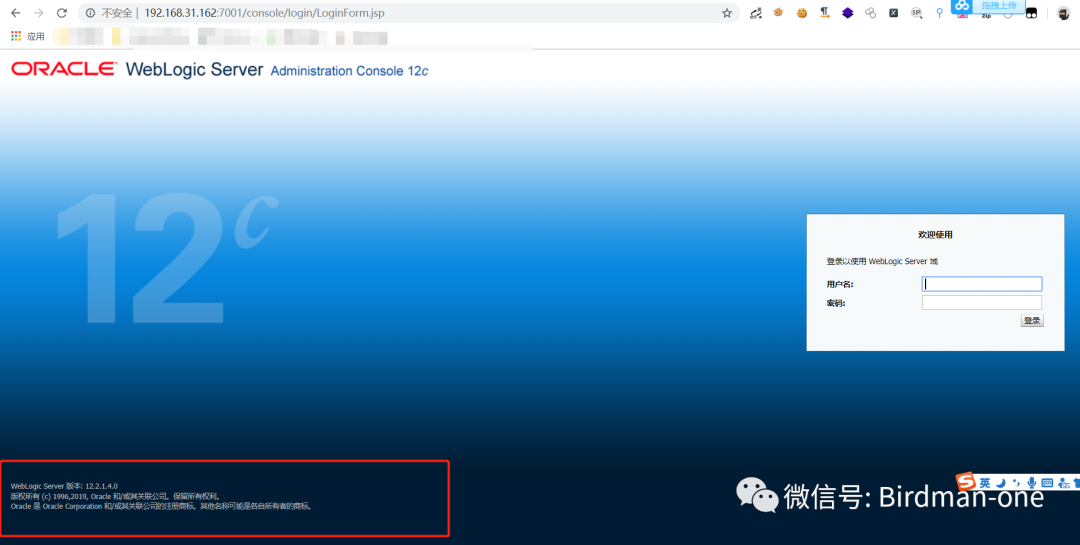 不安全 | 192.168.31.162:7001/console/login/LoginForm.jsp
拖拽上传
应用
ORACLE WebLogic Server Administration Console 12c
12c
欢迎使用
登录以使用 WebLogic Server 域
用户名:
密码:
登录
WebLogic Server 版本: 12.2.1.4.0
版权所有 (c) 1996,2019, Oracle 和/或其关联公司。保留所有权利。
Oracle 是 Oracle Corporation 和/或其关联公司的注册商标。其他名称可能是各自所有者的商标。
英
微信号: Birdman-one